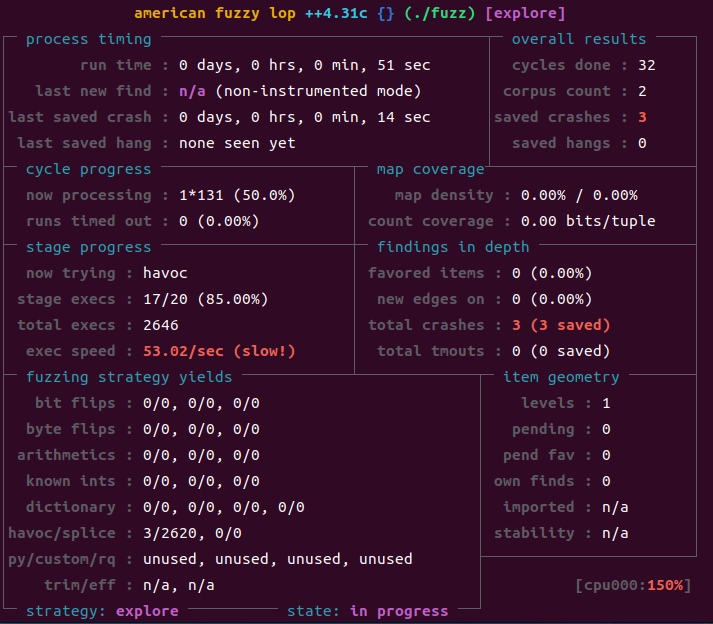 american fuzzy lop ++4.31c {} (./fuzz) [explore]
process timing overall results
run time : 0 days, 0 hrs, 0 min, 51 sec cycles done : 32
last new find : n/a (non-instrumented mode) corpus count : 2
last saved crash : 0 days, 0 hrs, 0 min, 14 sec saved crashes : 3
last saved hang : none seen yet saved hangs : 0
cycle progress map coverage
now processing : 1*131 (50.0%) map density : 0.00% / 0.00%
runs timed out : 0 (0.00%) count coverage : 0.00 bits/tuple
stage progress findings in depth
now trying : havoc favored items : 0 (0.00%)
stage execs : 17/20 (85.00%) new edges on : 0 (0.00%)
total execs : 2646 total crashes : 3 (3 saved)
exec speed : 53.02/sec (slow!) total tmouts : 0 (0 saved)
fuzzing strategy yields item geometry
bit flips : 0/0, 0/0, 0/0 levels : 1
byte flips : 0/0, 0/0, 0/0 pending : 0
arithmetics : 0/0, 0/0, 0/0 pend fav : 0
known ints : 0/0, 0/0, 0/0 own finds : 0
dictionary : 0/0, 0/0, 0/0, 0/0 imported : n/a
havoc/splice : 3/2620, 0/0 stability : n/a
py/custom/rq : unused, unused, unused, unused
trim/eff : n/a, n/a [cpu000:150%]
strategy: explore state: in progress